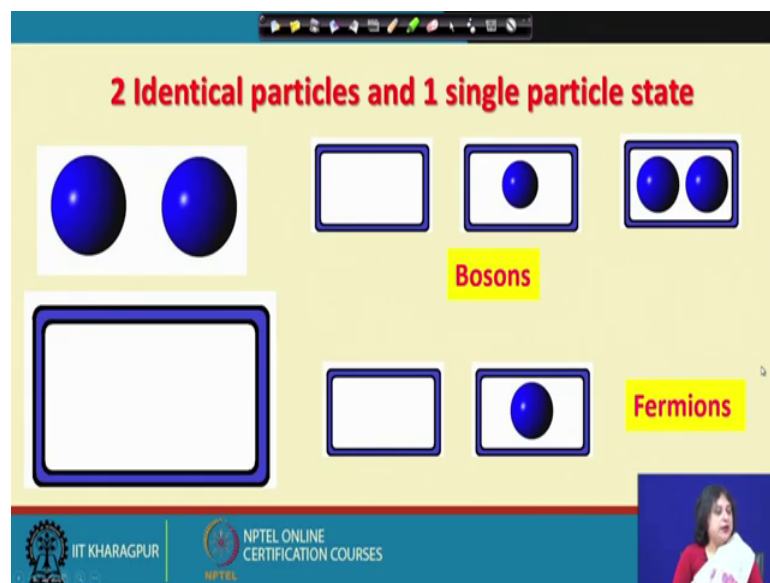 2 Identical particles and 1 single particle state
Bosons
Fermions
IIT KHARAGPUR
NPTEL
NPTEL ONLINE
CERTIFICATION COURSES